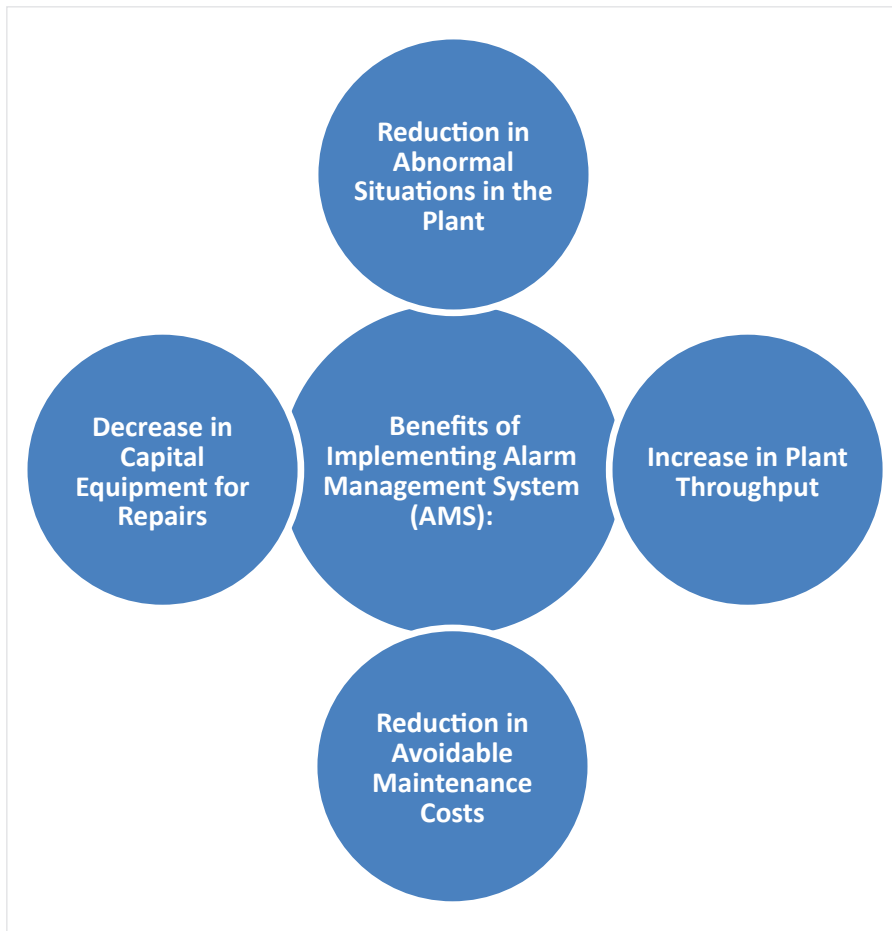 Reduction in
Abnormal
Situations in the
Plant
Decrease in
Capital
Equipment for
Repairs
Benefits of
Implementing Alarm
Management System
(AMS):
Increase in Plant
Throughput
Reduction in
Avoidable
Maintenance
Costs